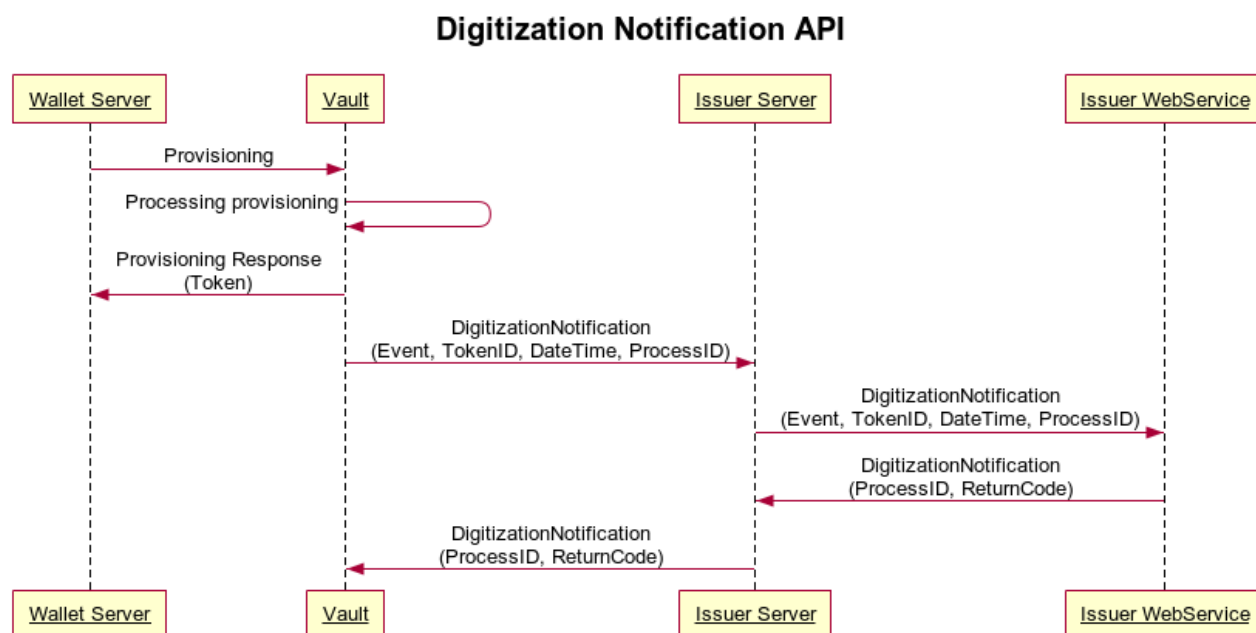 Digitization Notification API
Wallet Server
Vault
Issuer Server
Issuer WebService
Provisioning
Processing provisioning
Provisioning Response
(Token)
DigitizationNotification
(Event, TokenID, DateTime, ProcessID)
DigitizationNotification
(Event, TokenID, DateTime, ProcessID)
DigitizationNotification
(ProcessID, ReturnCode)
DigitizationNotification
(ProcessID, ReturnCode)
Wallet Server
Vault
Issuer Server
Issuer WebService